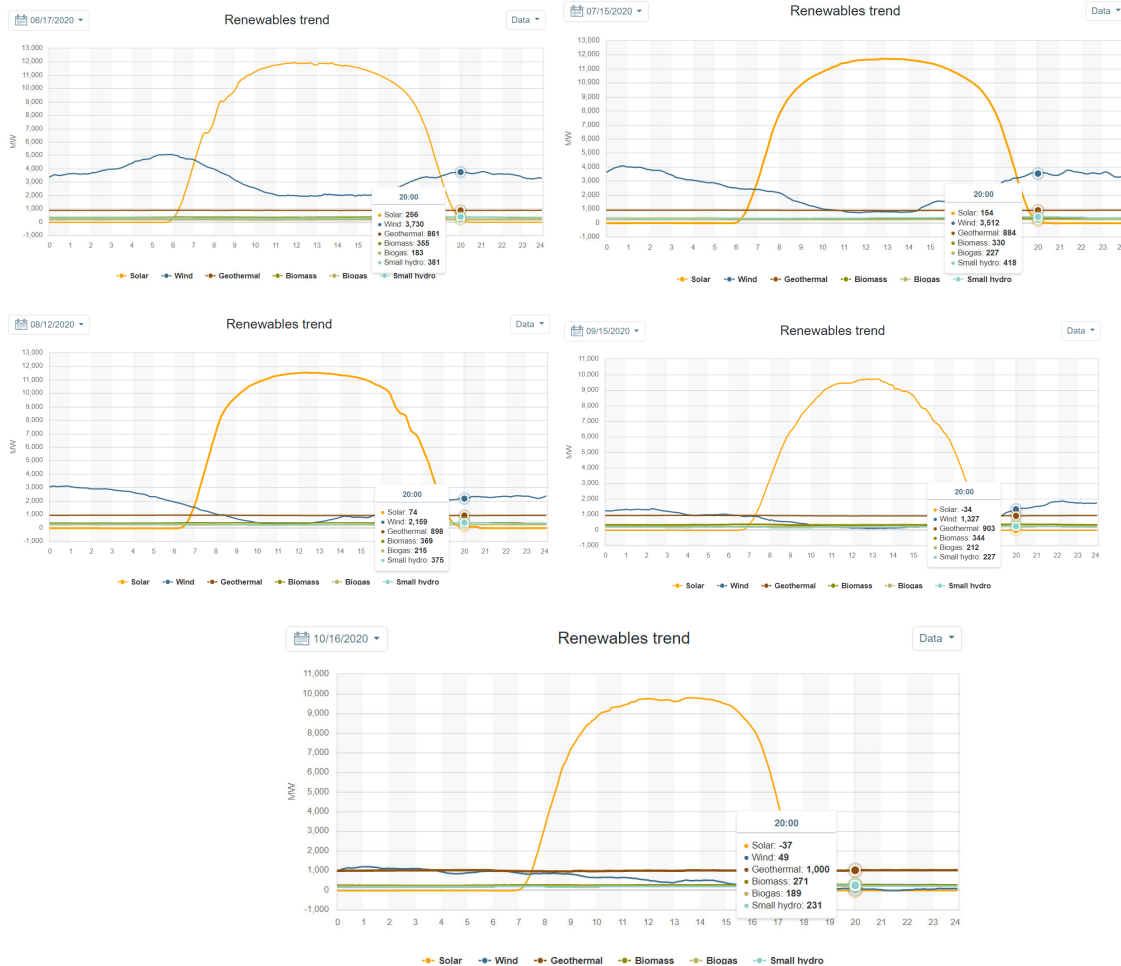 06/17/2020
Renewables trend
Data
13,000
12,000
11,000
10,000
9,000
8,000
7,000
6,000
5,000
4,000
3,000
2,000
1,000
0
-1,000
MW
20:00
Solar: 256
Wind: 3,730
Geothermal: 861
Biomass: 355
Biogas: 183
Small hydro: 381
0 1 2 3 4 5 6 7 8 9 10 11 12 13 14 15 20 21 22 23 24
Solar Wind Geothermal Biomass Biogas Small hydro
07/15/2020
Renewables trend
Data
13,000
12,000
11,000
10,000
9,000
8,000
7,000
6,000
5,000
4,000
3,000
2,000
1,000
0
-1,000
MW
20:00
Solar: 154
Wind: 3,512
Geothermal: 884
Biomass: 330
Biogas: 227
Small hydro: 418
0 1 2 3 4 5 6 7 8 9 10 11 12 13 14 15 20 21 22 23 24
Solar Wind Geothermal Biomass Biogas Small hydro
08/12/2020
Renewables trend
Data
13,000
12,000
11,000
10,000
9,000
8,000
7,000
6,000
5,000
4,000
3,000
2,000
1,000
0
-1,000
MW
20:00
Solar: 74
Wind: 2,159
Geothermal: 898
Biomass: 369
Biogas: 215
Small hydro: 375
0 1 2 3 4 5 6 7 8 9 10 11 12 13 14 15 20 21 22 23 24
Solar Wind Geothermal Biomass Biogas Small hydro
09/15/2020
Renewables trend
Data
11,000
10,000
9,000
8,000
7,000
6,000
5,000
4,000
3,000
2,000
1,000
0
-1,000
MW
20:00
Solar: -34
Wind: 1,327
Geothermal: 903
Biomass: 344
Biogas: 212
Small hydro: 227
0 1 2 3 4 5 6 7 8 9 10 11 12 13 14 15 20 21 22 23 24
Solar Wind Geothermal Biomass Biogas Small hydro
10/16/2020
Renewables trend
Data
11,000
10,000
9,000
8,000
7,000
6,000
5,000
4,000
3,000
2,000
1,000
0
-1,000
MW
20:00
Solar: -37
Wind: 49
Geothermal: 1,000
Biomass: 271
Biogas: 189
Small hydro: 231
0 1 2 3 4 5 6 7 8 9 10 11 12 13 14 15 16 17 18 19 20 21 22 23 24
Solar Wind Geothermal Biomass Biogas Small hydro